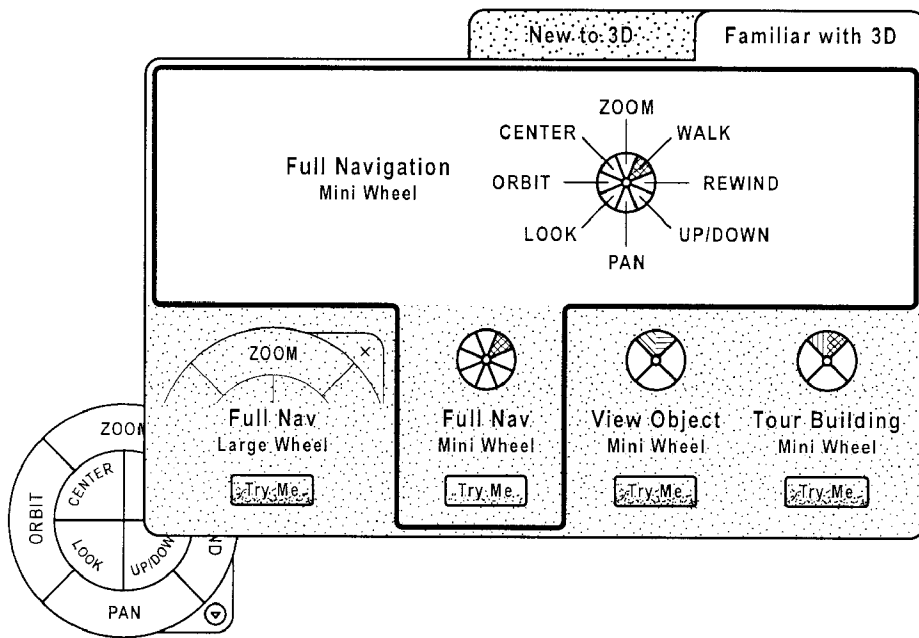 New to 3D
Familiar with 3D
Full Navigation
Mini Wheel
ZOOM
CENTER
WALK
ORBIT
REWIND
LOOK
UP/DOWN
PAN
ZOOM
Full Nav
Large Wheel
Try Me
Full Nav
Mini Wheel
Try Me
View Object
Mini Wheel
Try Me
Tour Building
Mini Wheel
Try Me
ZOOM
CENTER
ORBIT
LOOK
UP/DOWN
ND
PAN